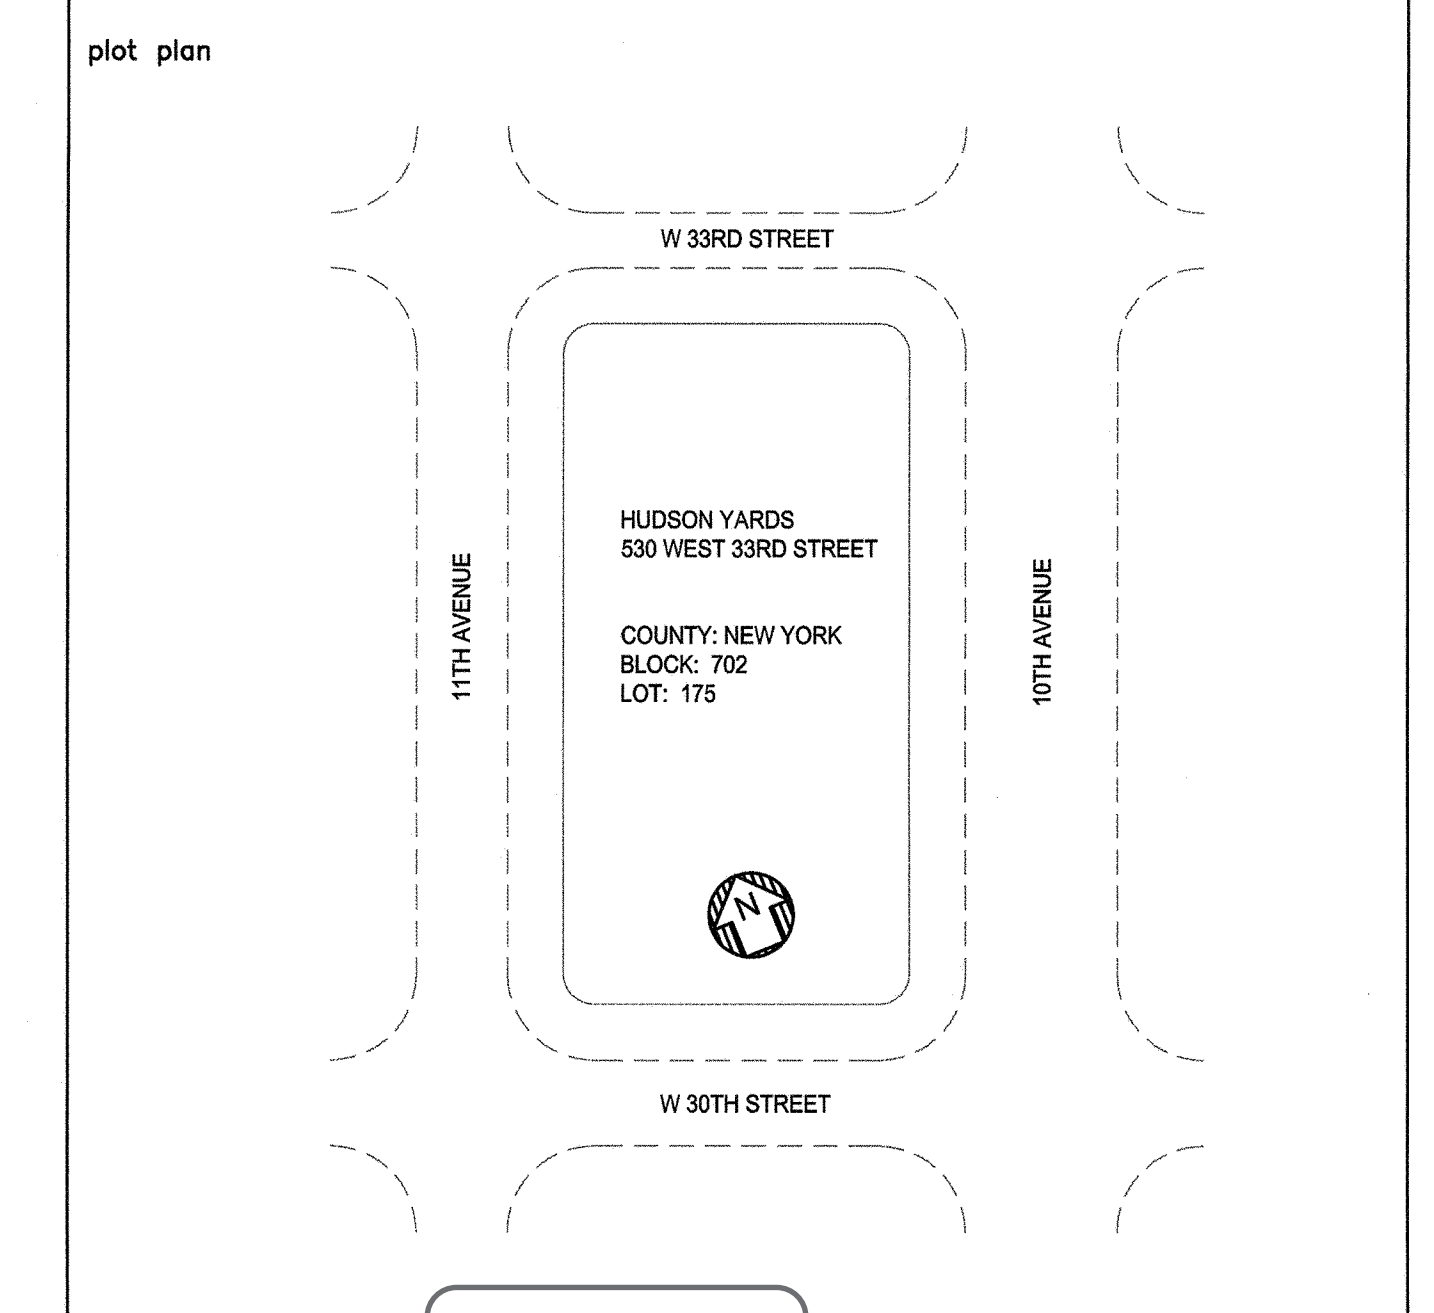 plot plan
W 33RD STREET
HUDSON YARDS
530 WEST 33RD STREET
11TH AVENUE
10TH AVENUE
COUNTY: NEW YORK
BLOCK: 702
LOT: 175
N
W 30TH STREET